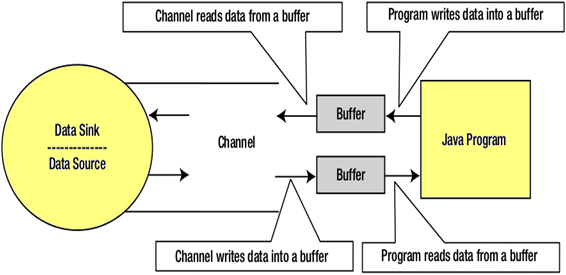 Channel reads data from a buffer
Program writes data into a buffer
Data Sink
Data Source
Channel
Buffer
Java Program
Buffer
Channel writes data into a buffer
Program reads data from a buffer